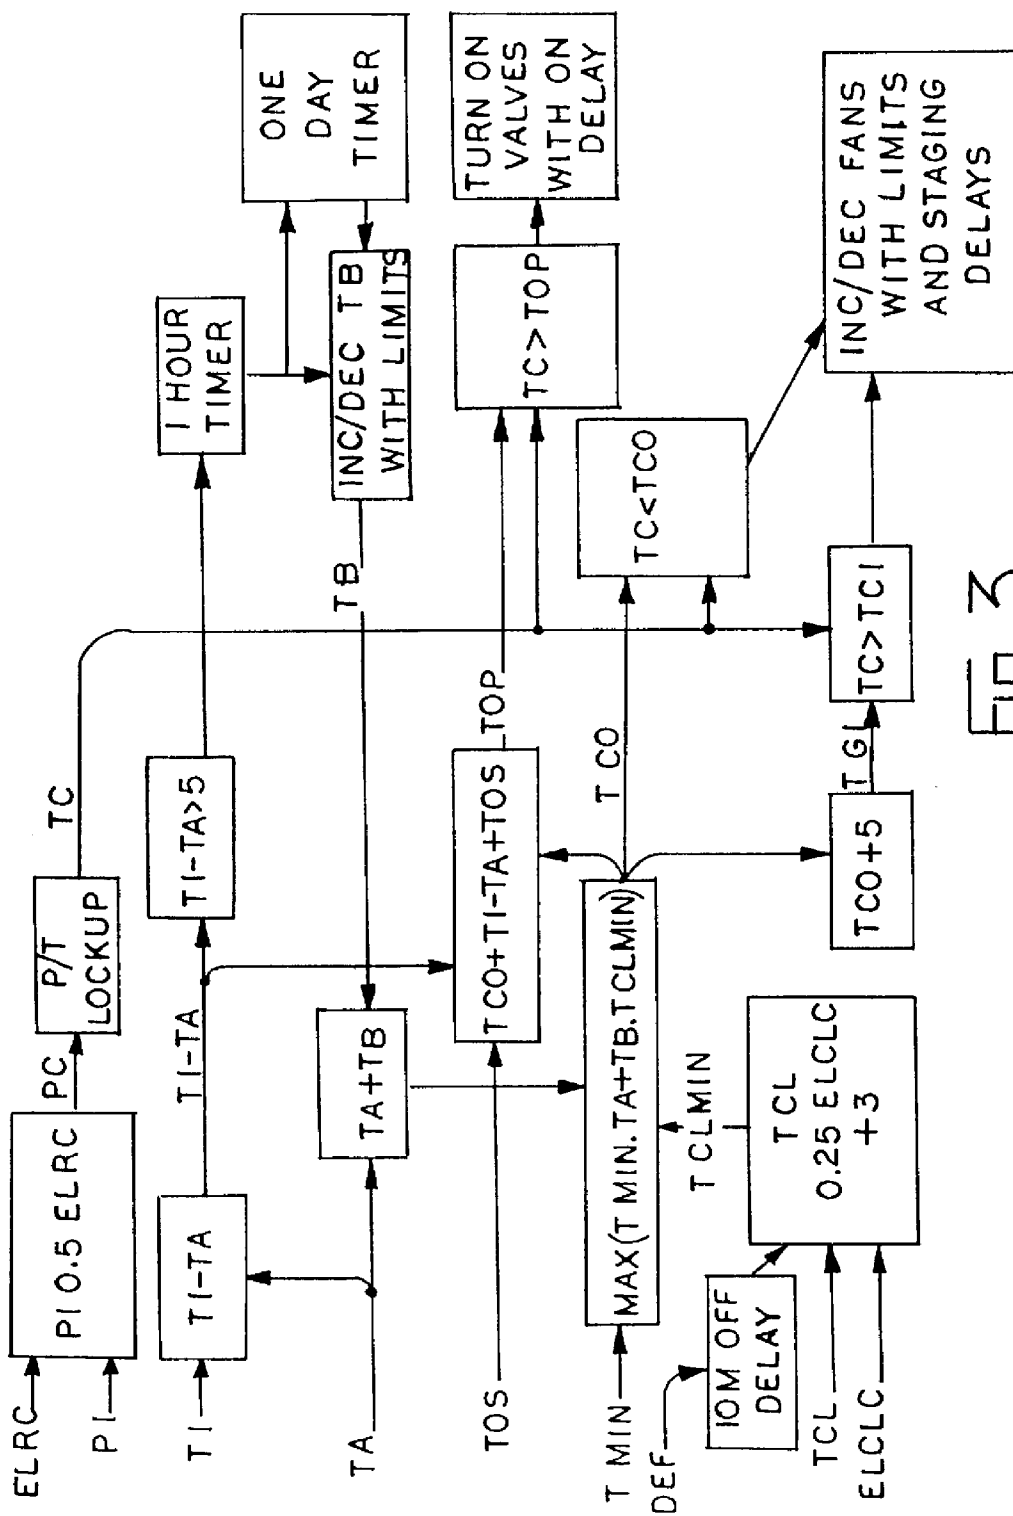 ELRC
PI
PI 0.5 ELRC
PC
P/T
LOCKUP
TC
TI
TI-TA
TI-TA
TI-TA>5
1 HOUR
TIMER
ONE
DAY
TIMER
TA
TA+TB
TB
INC/DEC TB
WITH LIMITS
TOS
TCO+TI-TA+TOS
TOP
TC>TOP
TURN ON
VALVES
WITH ON
DELAY
T MIN
MAX(T MIN.TA+TB.TCLMIN)
TCO
TC<TCO
DEF
10M OFF
DELAY
T CLMIN
TCL
ELCLC
TCL
0.25 ELCLC
+3
TCO+5
TGL
TC>TCI
INC/DEC FANS
WITH LIMITS
AND STAGING
DELAYS
Fig. 3